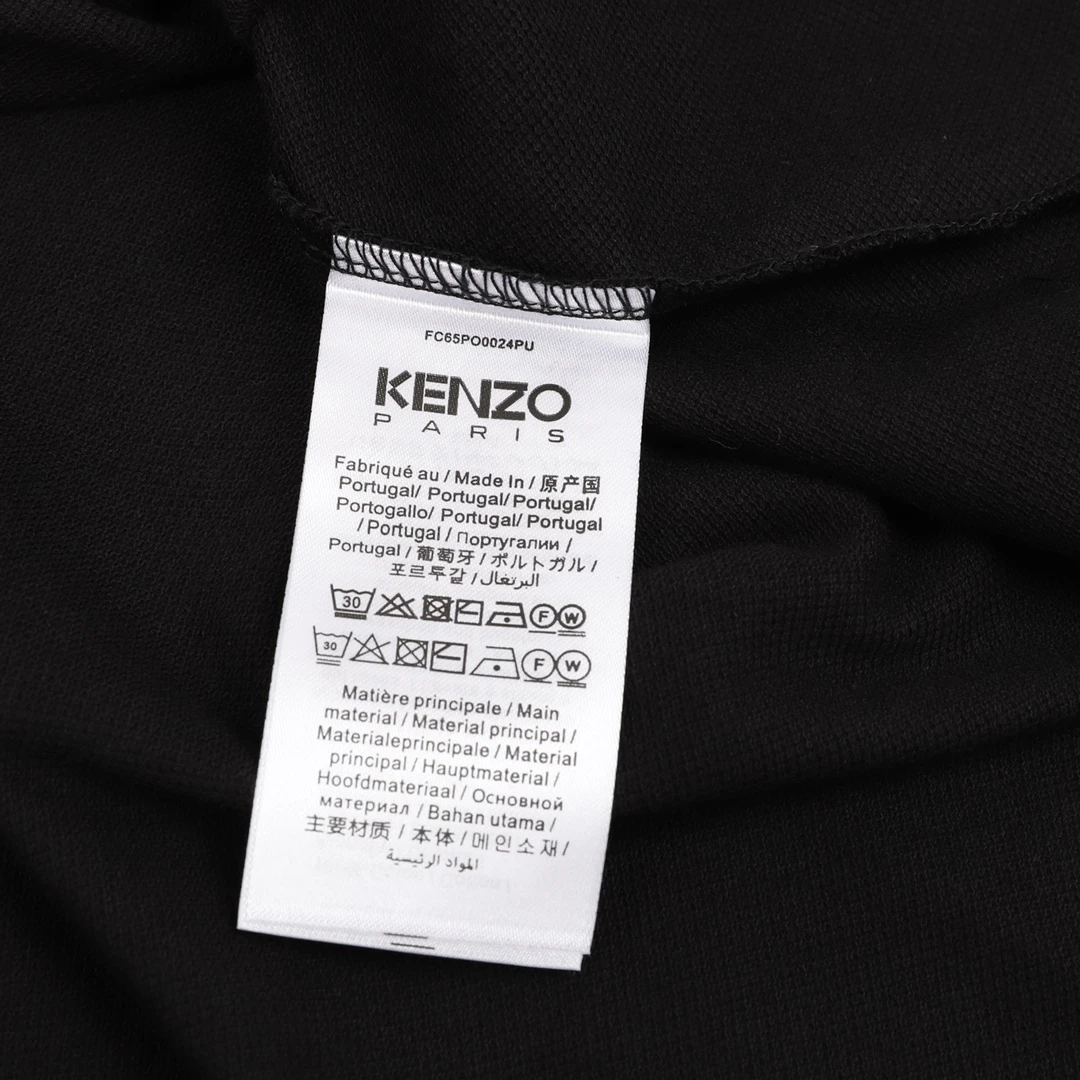 FC65PO0024PU
KENZO
PARIS
Fabriqué au / Made In / 原产国
Portugal/ Portugal/ Portugal/
Portogallo/ Portugal/ Portugal
/ Portugal / Португалии /
Portugal / 葡萄牙 / ポルトガル /
포르투갈 / البرتغال
30 F W
30 F W
Matière principale / Main
material / Material principal /
Materialeprincipale / Material
principal / Hauptmaterial /
Hoofdmateriaal / Основной
материал / Bahan utama /
主要材质 / 本体 / 메인소재 /
المواد الرئيسية